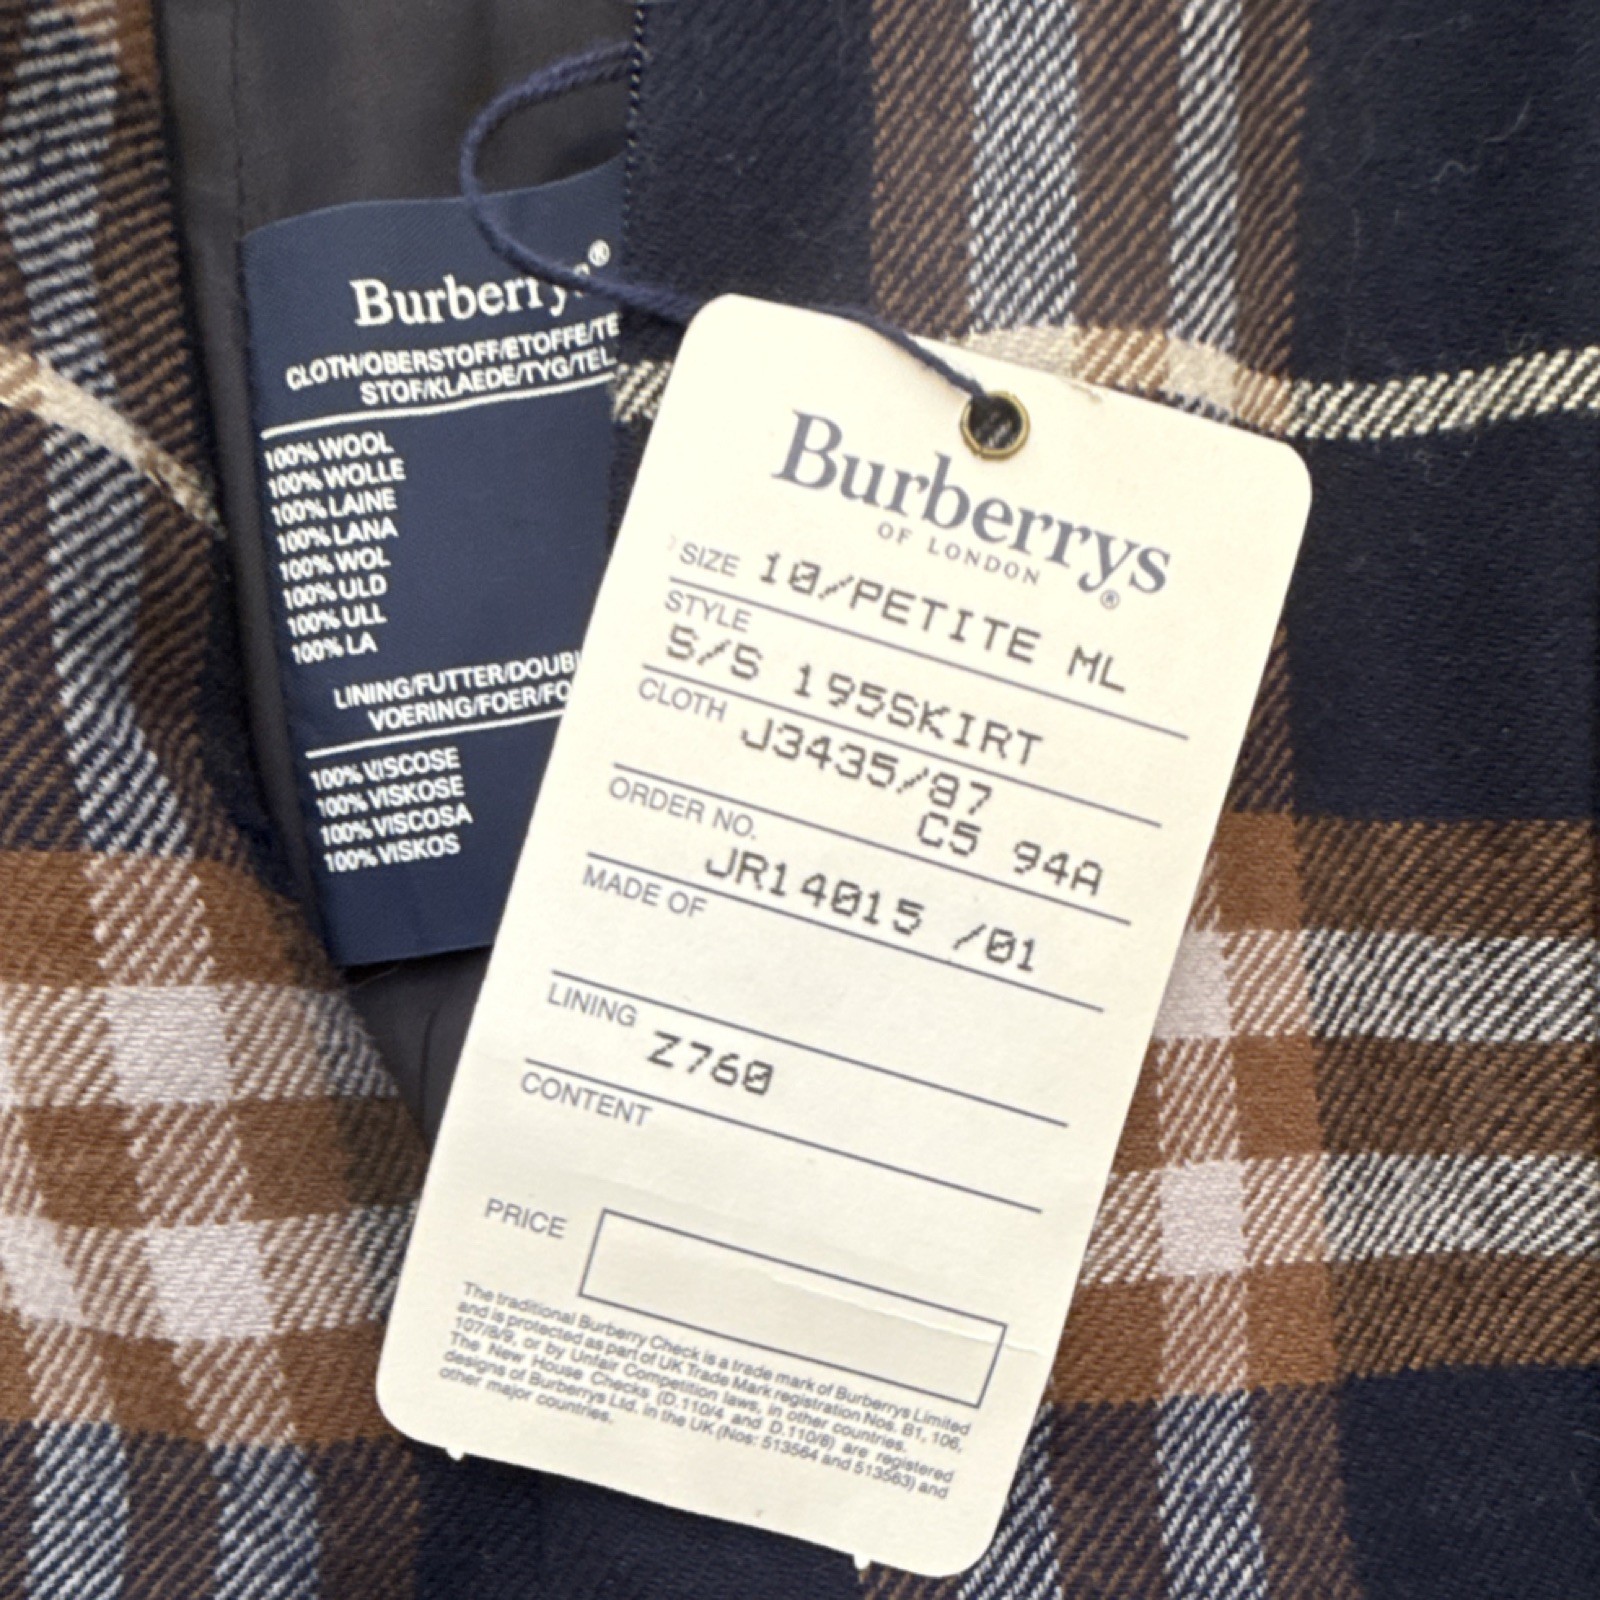 Burberrys®
CLOTH/OBERSTOFF/ETOFFE/TE
STOF/KLAEDE/TYG/TEL
100% WOOL
100% WOLLE
100% LAINE
100% LANA
100% WOL
100% ULD
100% ULL
100% LA
LINING/FUTTER/DOUBL
VOERING/FOER/FO
100% VISCOSE
100% VISKOSE
100% VISCOSA
100% VISKOS
Burberrys
OF LONDON®
SIZE 10/PETITE ML
STYLE
S/S 195SKIRT
CLOTH J3435/87
C5 94A
ORDER NO.
JR14015 /01
MADE OF
LINING Z760
CONTENT
PRICE
The traditional Burberry Check is a trade mark of Burberrys Limited
and is protected as part of UK Trade Mark registration Nos. B1, 106,
107/8/9, or by Unfair Competition laws, in other countries.
The New House Checks (D.110/4 and D.110/8) are registered
designs of Burberrys Ltd. in the UK (Nos: 513564 and 513563) and
other major countries.